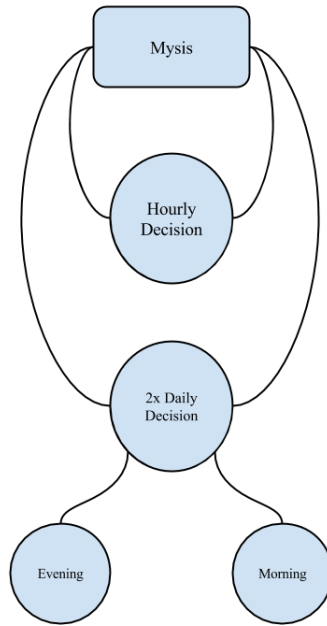 Mysis
Hourly
Decision
2x Daily
Decision
Evening
Morning